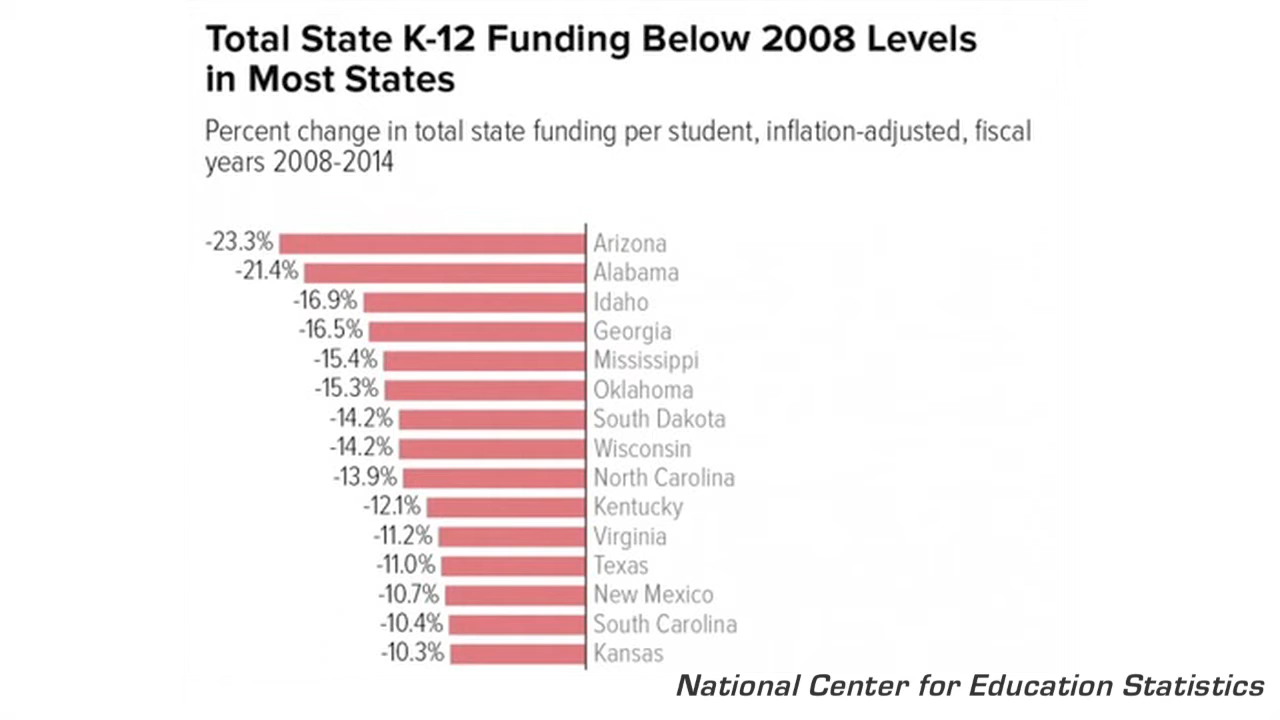 Total State K-12 Funding Below 2008 Levels
in Most States
Percent change in total state funding per student, inflation-adjusted, fiscal
years 2008-2014
-23.3% Arizona
-21.4% Alabama
-16.9% Idaho
-16.5% Georgia
-15.4% Mississippi
-15.3% Oklahoma
-14.2% South Dakota
-14.2% Wisconsin
-13.9% North Carolina
-12.1% Kentucky
-11.2% Virginia
-11.0% Texas
-10.7% New Mexico
-10.4% South Carolina
-10.3% Kansas
National Center for Education Statistics